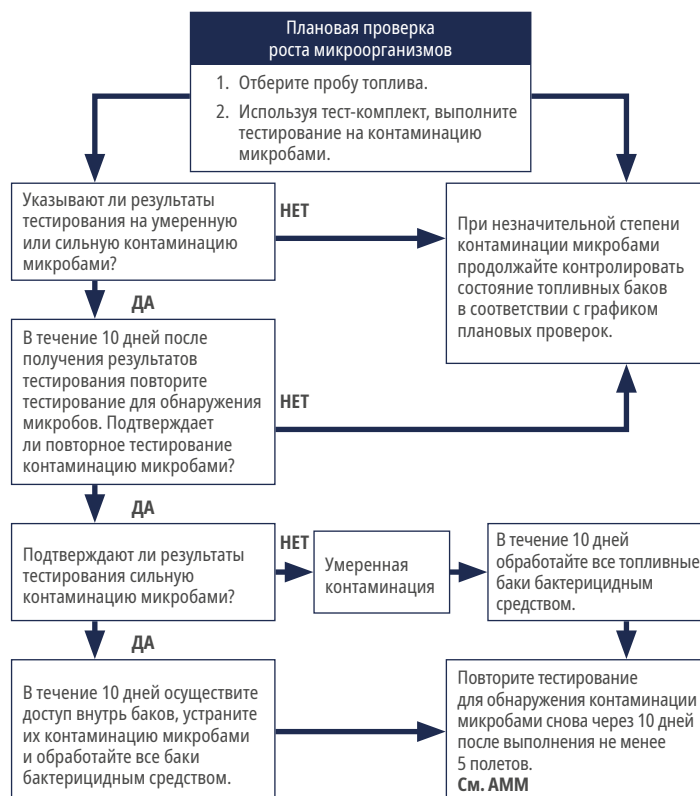 Плановая проверка
роста микроорганизмов
1. Отберите пробу топлива.
2. Используя тест-комплект, выполните
тестирование на контаминацию
микробами.
Указывают ли результаты
тестирования на умеренную
или сильную контаминацию
микробами?
НЕТ
При незначительной степени
контаминации микробами
продолжайте контролировать
состояние топливных баков
в соответствии с графиком
плановых проверок.
ДА
В течение 10 дней после
получения результатов
тестирования повторите
тестирование для обнаружения
микробов. Подтверждает
ли повторное тестирование
контаминацию микробами?
НЕТ
ДА
Подтверждают ли результаты
тестирования сильную
контаминацию микробами?
НЕТ
Умеренная
контаминация
В течение 10 дней
обработайте все топливные
баки бактерицидным
средством.
ДА
В течение 10 дней осуществите
доступ внутрь баков, устраните
их контаминацию микробами
и обработайте все баки
бактерицидным средством.
Повторите тестирование
для обнаружения контаминации
микробами снова через 10 дней
после выполнения не менее
5 полетов.
См. AMM